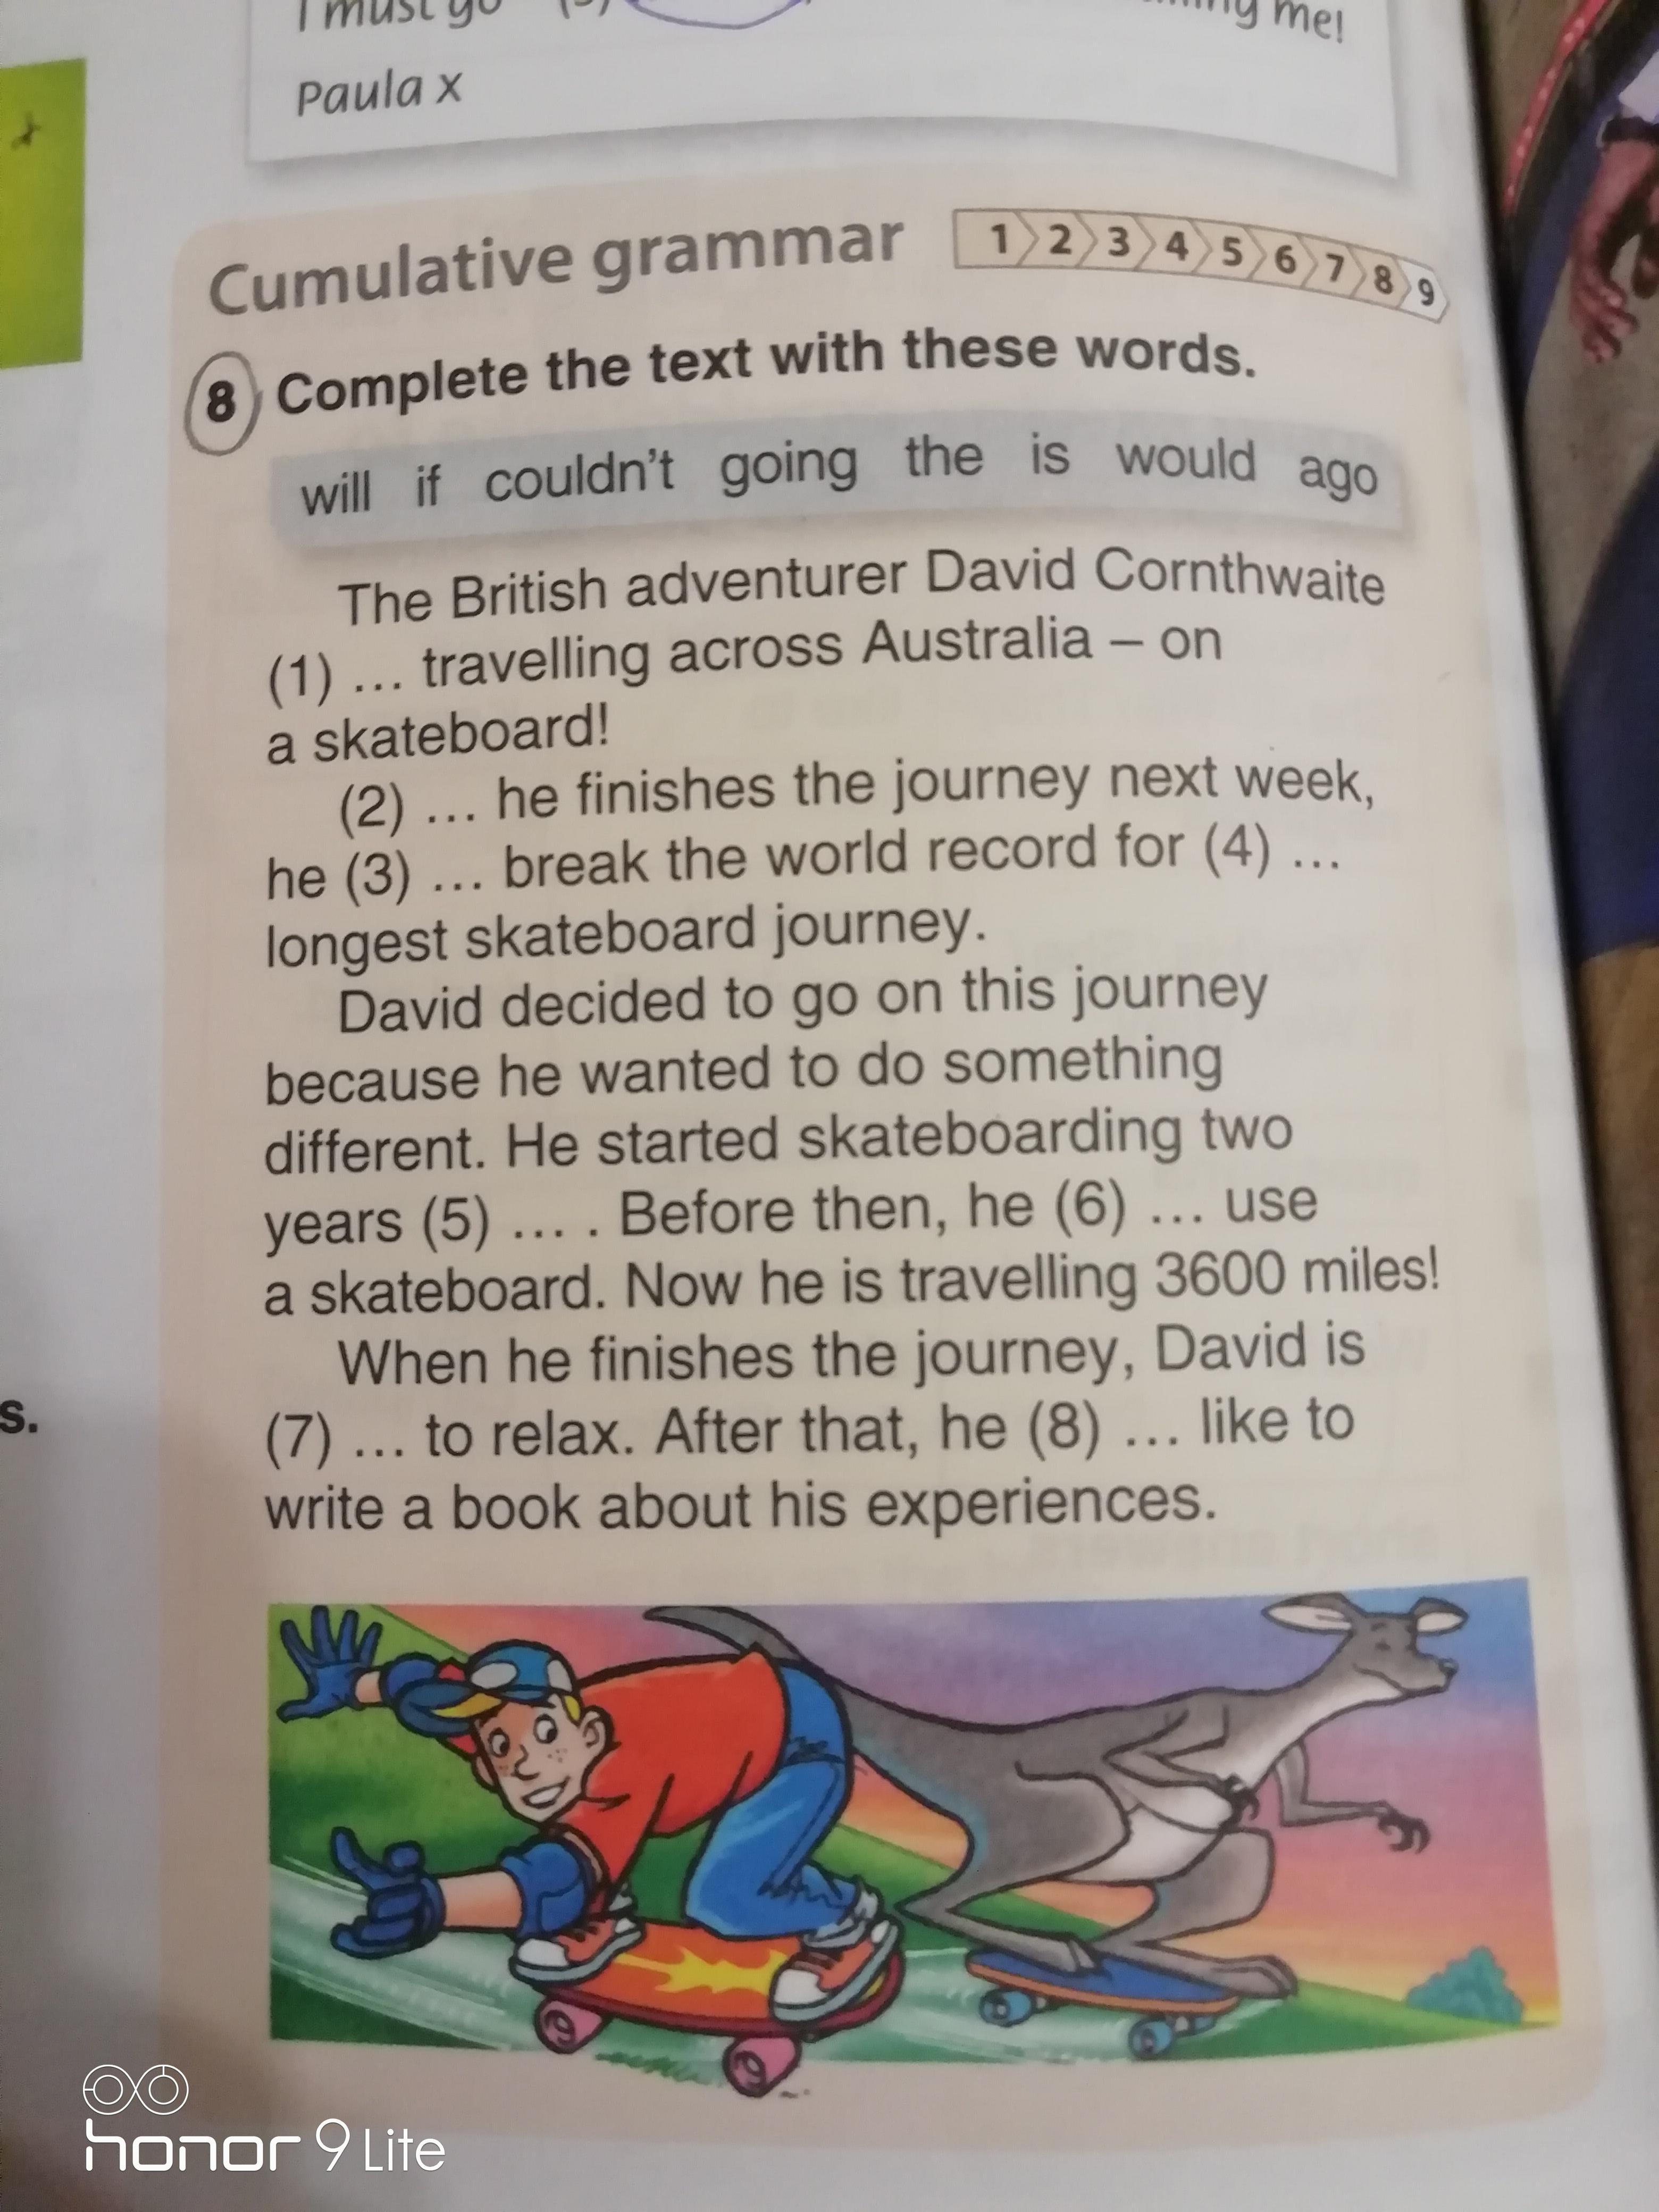 I must go (5) me!
Paula x
Cumulative grammar 1 2 3 4 5 6 7 8 9
8 Complete the text with these words.
will if couldn't going the is would ago
The British adventurer David Cornthwaite
(1) ... travelling across Australia – on
a skateboard!
(2) ... he finishes the journey next week,
he (3) ... break the world record for (4) ...
longest skateboard journey.
David decided to go on this journey
because he wanted to do something
different. He started skateboarding two
years (5) ... . Before then, he (6) ... use
a skateboard. Now he is travelling 3600 miles!
When he finishes the journey, David is
(7) ... to relax. After that, he (8) ... like to
write a book about his experiences.
s.
honor 9 Lite